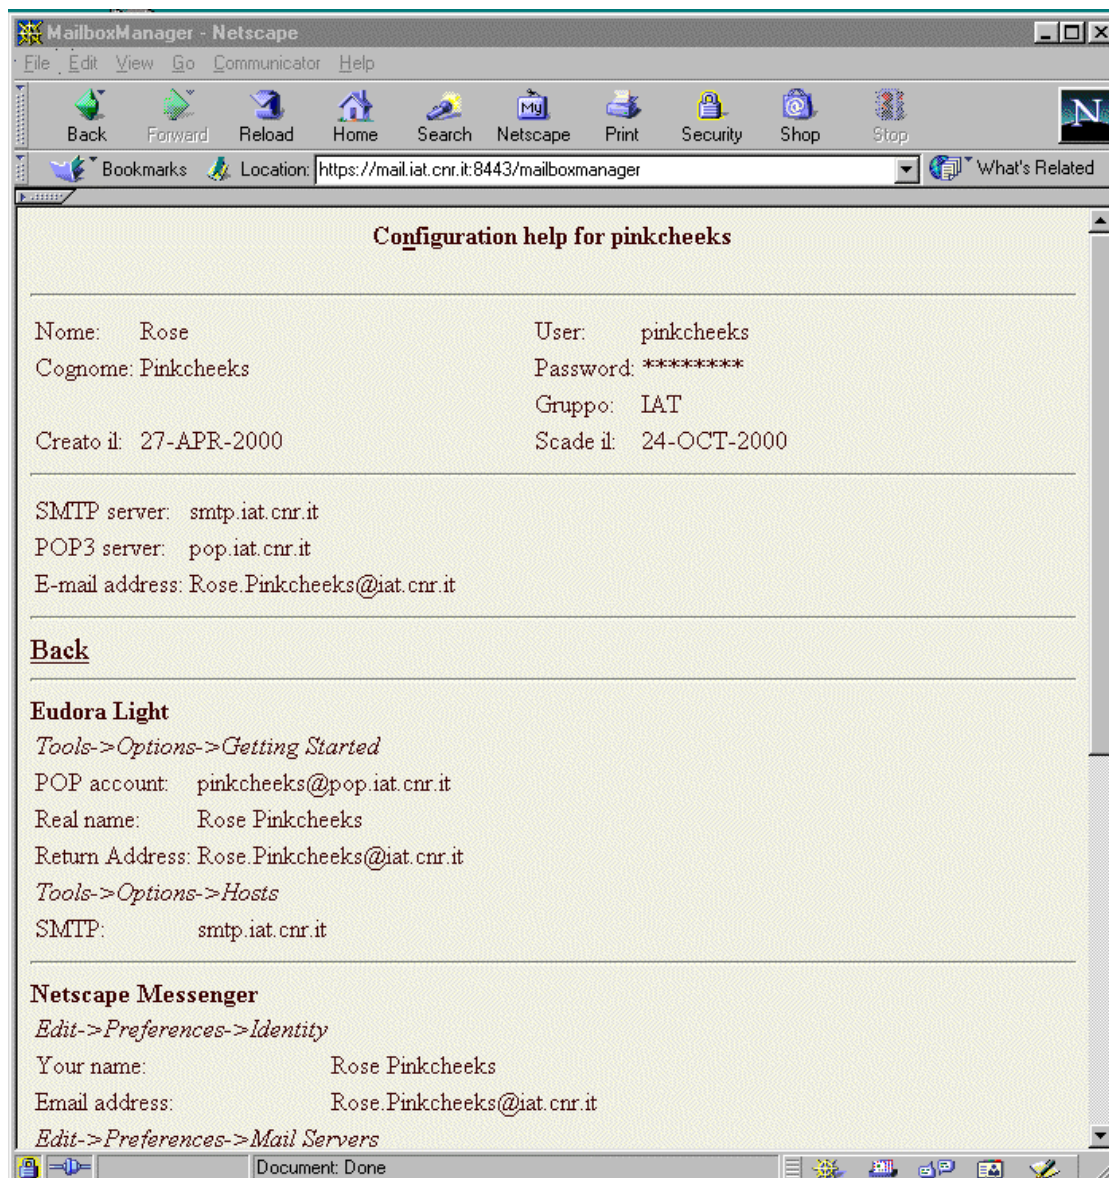 MailboxManager - Netscape
File Edit View Go Communicator Help
Back Forward Reload Home Search Netscape Print Security Shop Stop
My
N
Bookmarks Location: https://mail.iat.cnr.it:8443/mailboxmanager What's Related
Configuration help for pinkcheeks
Nome: Rose User: pinkcheeks
Cognome: Pinkcheeks Password: ********
Gruppo: IAT
Creato il: 27-APR-2000 Scade il: 24-OCT-2000
SMTP server: smtp.iat.cnr.it
POP3 server: pop.iat.cnr.it
E-mail address: Rose.Pinkcheeks@iat.cnr.it
Back
Eudora Light
Tools->Options->Getting Started
POP account: pinkcheeks@pop.iat.cnr.it
Real name: Rose Pinkcheeks
Return Address: Rose.Pinkcheeks@iat.cnr.it
Tools->Options->Hosts
SMTP: smtp.iat.cnr.it
Netscape Messenger
Edit->Preferences->Identity
Your name: Rose Pinkcheeks
Email address: Rose.Pinkcheeks@iat.cnr.it
Edit->Preferences->Mail Servers
Document: Done